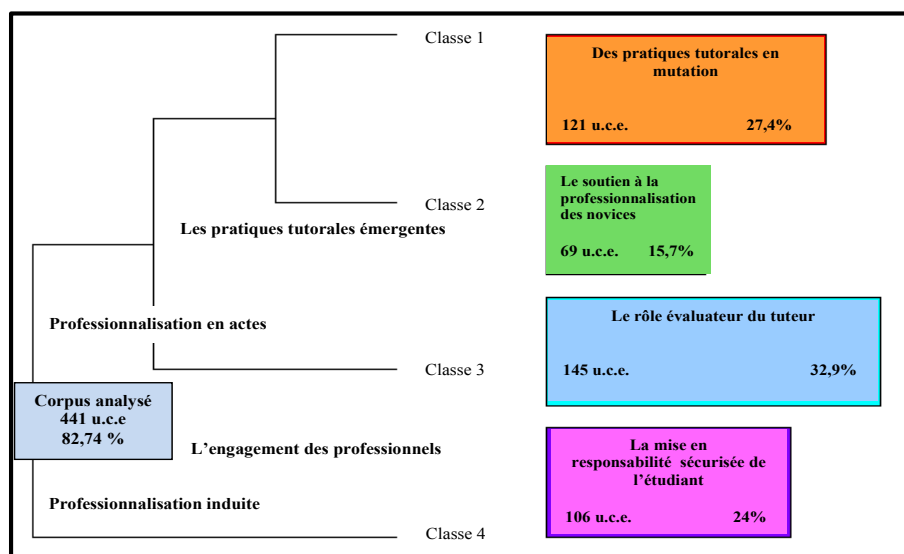 Classe 1
Des pratiques tutorales en
mutation
121 u.c.e. 27,4%
Classe 2
Le soutien à la
professionnalisation
des novices
69 u.c.e. 15,7%
Les pratiques tutorales émergentes
Professionnalisation en actes
Le rôle évaluateur du tuteur
145 u.c.e. 32,9%
Classe 3
Corpus analysé
441 u.c.e
82,74 %
L’engagement des professionnels
La mise en
responsabilité sécurisée de
l’étudiant
106 u.c.e. 24%
Professionnalisation induite
Classe 4